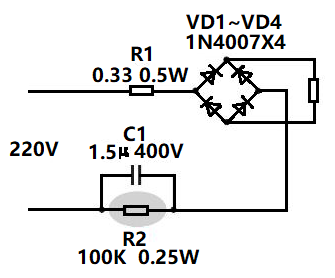 VD1~VD4
1N4007X4
R1
0.33 0.5W
220V
C1
1.5μ 400V
R2
100K 0.25W